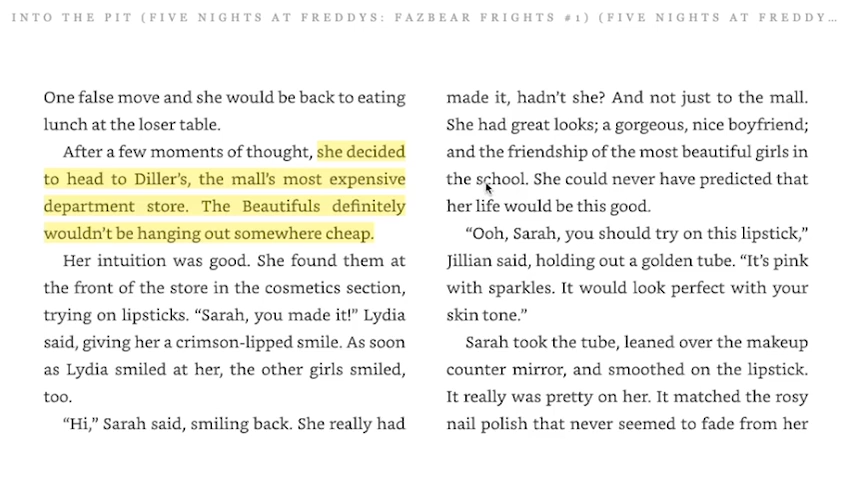 INTO THE PIT (FIVE NIGHTS AT FREDDYS: FAZBEAR FRIGHTS #1) (FIVE NIGHTS AT FREDDY…
One false move and she would be back to eating
lunch at the loser table.
After a few moments of thought, she decided
to head to Diller’s, the mall’s most expensive
department store. The Beautifuls definitely
wouldn’t be hanging out somewhere cheap.
Her intuition was good. She found them at
the front of the store in the cosmetics section,
trying on lipsticks. “Sarah, you made it!” Lydia
said, giving her a crimson-lipped smile. As soon
as Lydia smiled at her, the other girls smiled,
too.
“Hi,” Sarah said, smiling back. She really had
made it, hadn’t she? And not just to the mall.
She had great looks; a gorgeous, nice boyfriend;
and the friendship of the most beautiful girls in
the school. She could never have predicted that
her life would be this good.
“Ooh, Sarah, you should try on this lipstick,”
Jillian said, holding out a golden tube. “It’s pink
with sparkles. It would look perfect with your
skin tone.”
Sarah took the tube, leaned over the makeup
counter mirror, and smoothed on the lipstick.
It really was pretty on her. It matched the rosy
nail polish that never seemed to fade from her